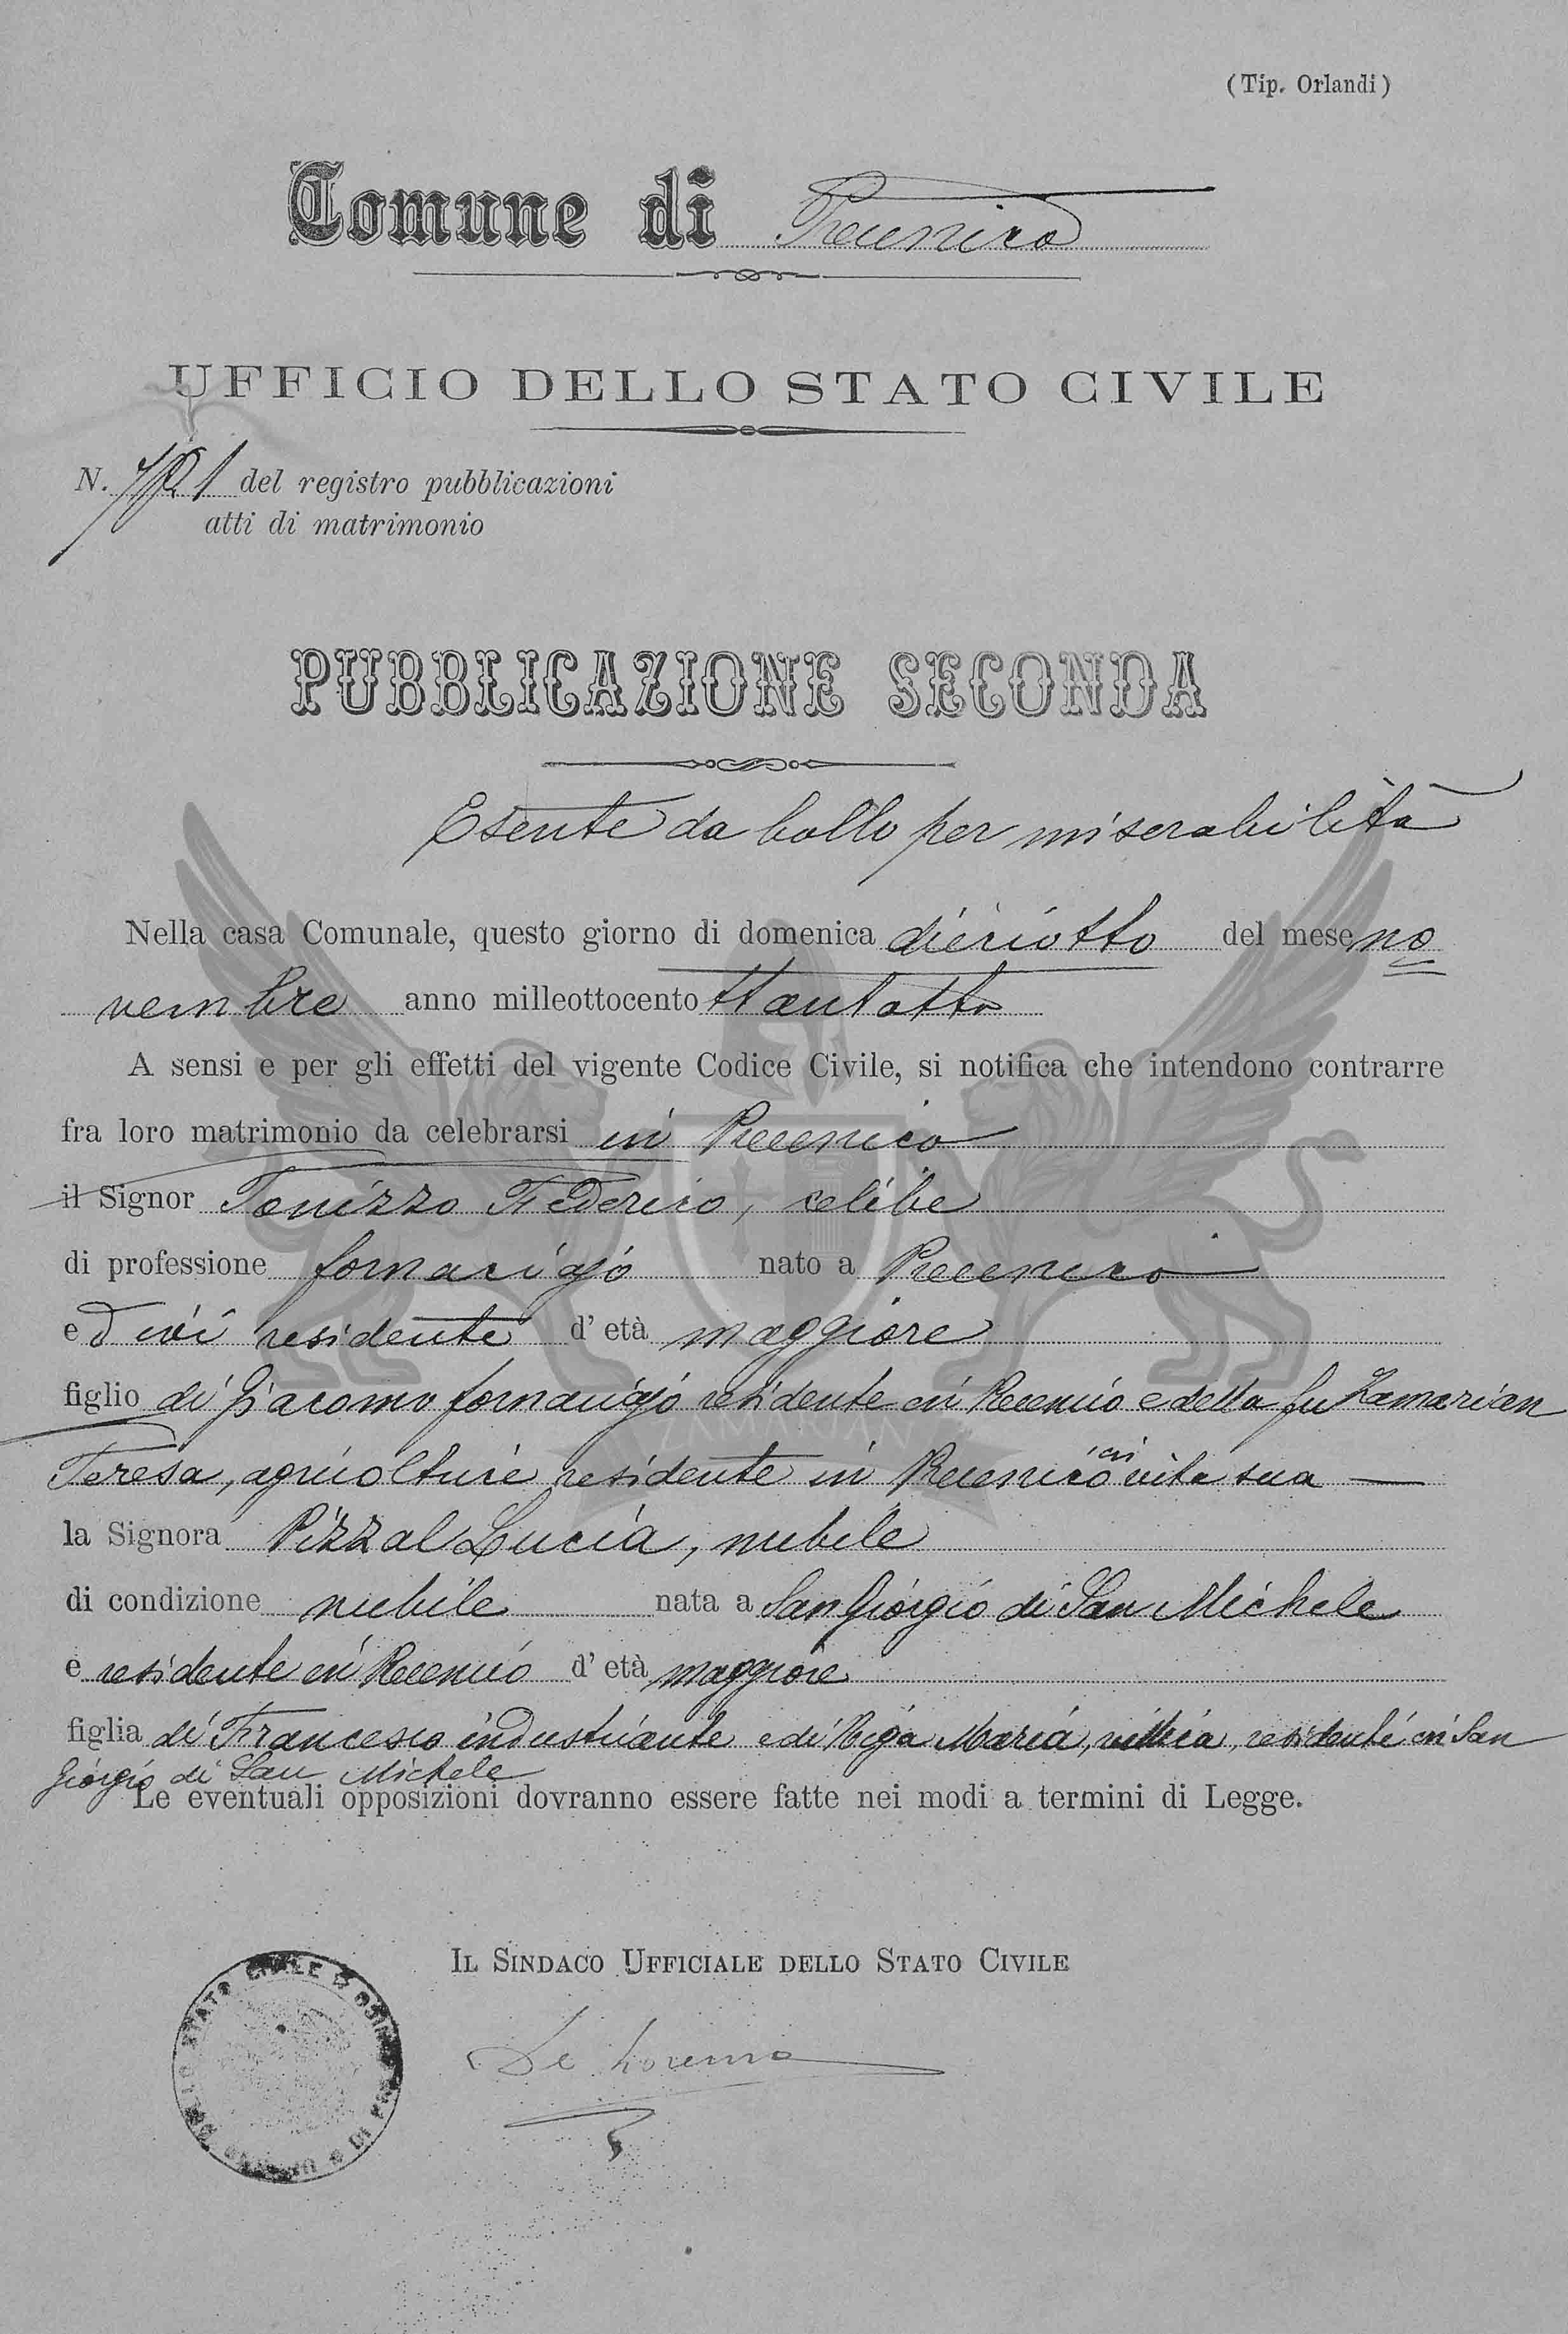 (Tip. Orlandi)
Comune di Precenico
UFFICIO DELLO STATO CIVILE
N. 1 del registro pubblicazioni
atti di matrimonio
PUBBLICAZIONE SECONDA
Esente da bollo per miserabilità
Nella casa Comunale, questo giorno di domenica dieciotto del mese no
vembre anno milleottocento ttantotto
A sensi e per gli effetti del vigente Codice Civile, si notifica che intendono contrarre
fra loro matrimonio da celebrarsi in Precenico
il Signor Tonizzo Federico, celibe
di professione fornaciajo nato a Precenico
e d'ivi residente d'età maggiore
figlio di Giacomo fornaciajo residente in Precenico e della fu Zamarian
Teresa, agricoltrice residente in Precenico in vita sua
la Signora Pizzal Lucia, nubile
di condizione nubile nata a San Giorgio di San Michele
e residente in Precenico d'età maggiore
figlia di Francesco industriante e di Maria, residenti in San
Giorgio di San Michele
Le eventuali opposizioni dovranno essere fatte nei modi a termini di Legge.
IL SINDACO UFFICIALE DELLO STATO CIVILE
STATO CIVILE
ZAMARIAN